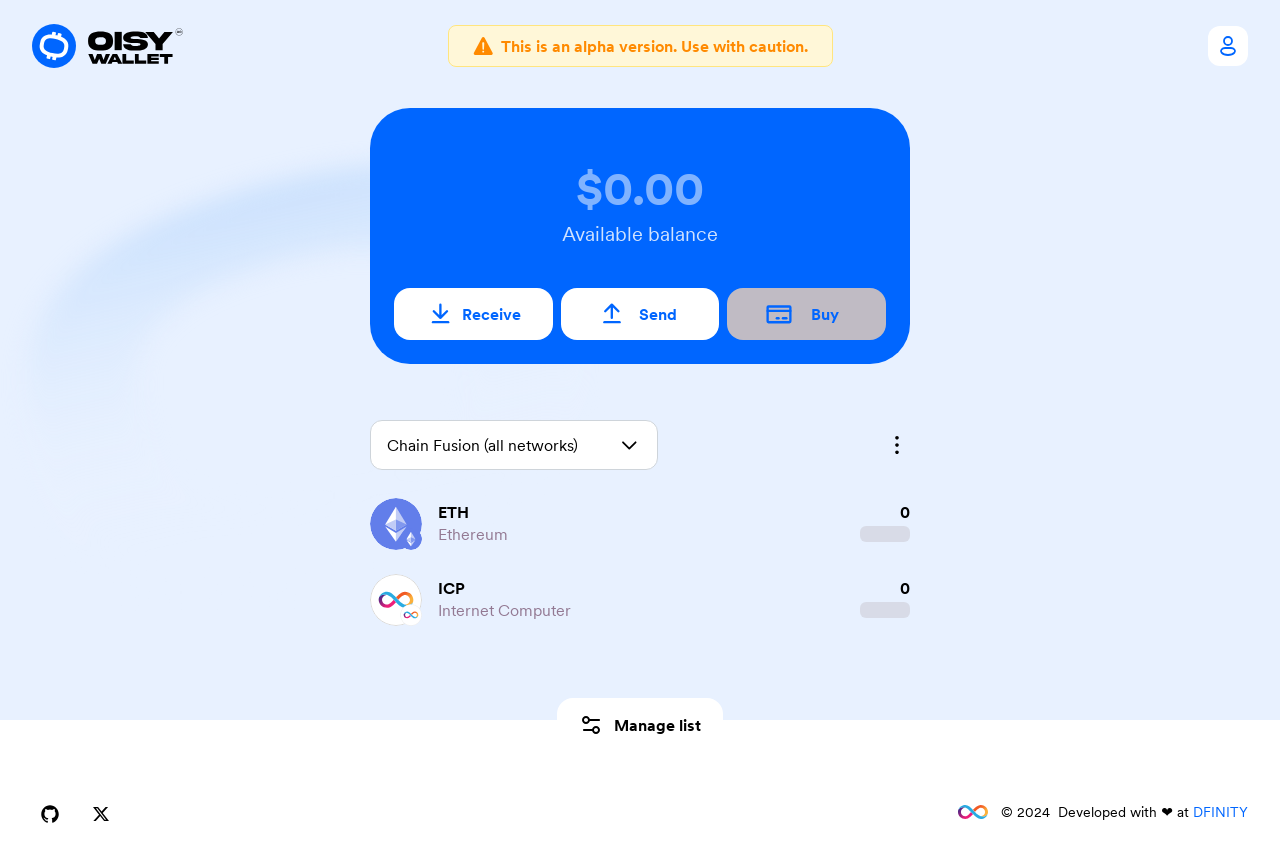 OISY
WALLET
This is an alpha version. Use with caution.
$0.00
Available balance
Receive
Send
Buy
Chain Fusion (all networks)
ETH
0
Ethereum
ICP
0
Internet Computer
Manage list
© 2024 Developed with ❤ at DFINITY